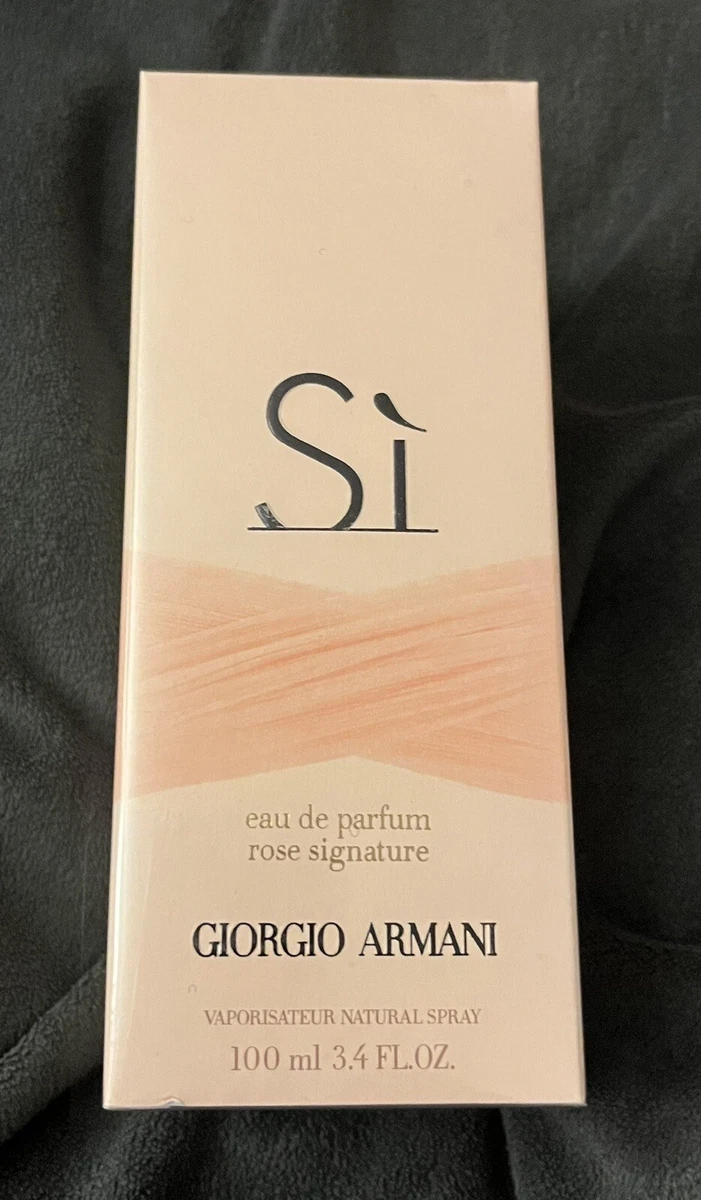 Sì
eau de parfum
rose signature
GIORGIO ARMANI
VAPORISATEUR NATURAL SPRAY
100 ml 3.4 FL.OZ.